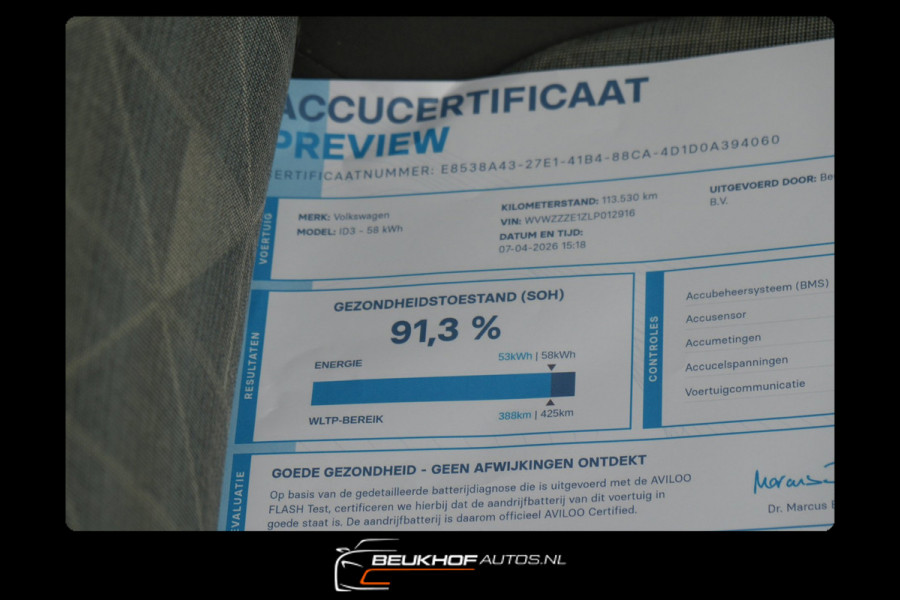 ACCUCERTIFICAAT
PREVIEW
ERTIFICAATNUMMER: E8538A43-27E1-41B4-88CA-4D1D0A394060
VOERTUIG
MERK: Volkswagen
MODEL: ID3 - 58 kWh
KILOMETERSTAND: 113.530 km
VIN: WVWZZZE1ZLP012916
DATUM EN TIJD:
07-04-2026 15:18
UITGEVOERD DOOR: Be
B.V.
RESULTATEN
GEZONDHEIDSTOESTAND (SOH)
91,3 %
ENERGIE
53kWh | 58kWh
WLTP-BEREIK
388km | 425km
CONTROLES
Accubeheersysteem (BMS)
Accusensor
Accumetingen
Accucelspanningen
Voertuigcommunicatie
EVALUATIE
GOEDE GEZONDHEID - GEEN AFWIJKINGEN ONTDEKT
Op basis van de gedetailleerde batterijdiagnose die is uitgevoerd met de AVILOO
FLASH Test, certificeren we hierbij dat de aandrijfbatterij van dit voertuig in
goede staat is. De aandrijfbatterij is daarom officieel AVILOO Certified.
Dr. Marcus
BEUKHOFAUTOS.NL